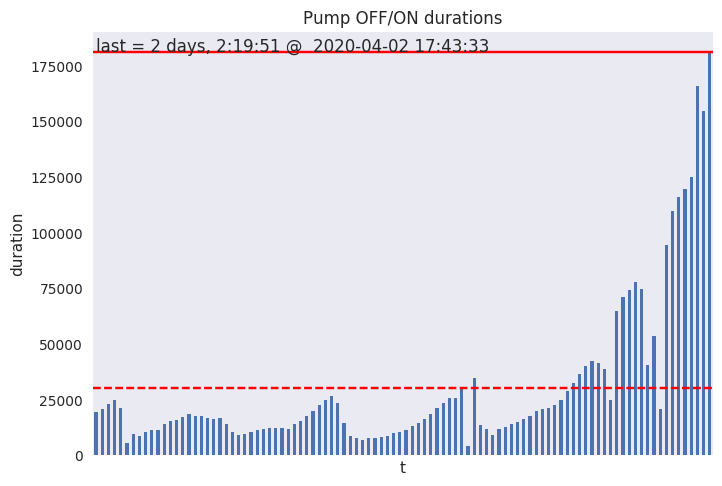 Pump OFF/ON durations
last = 2 days, 2:19:51 @  2020-04-02 17:43:33
175000
150000
125000
100000
75000
50000
25000
0
duration
t